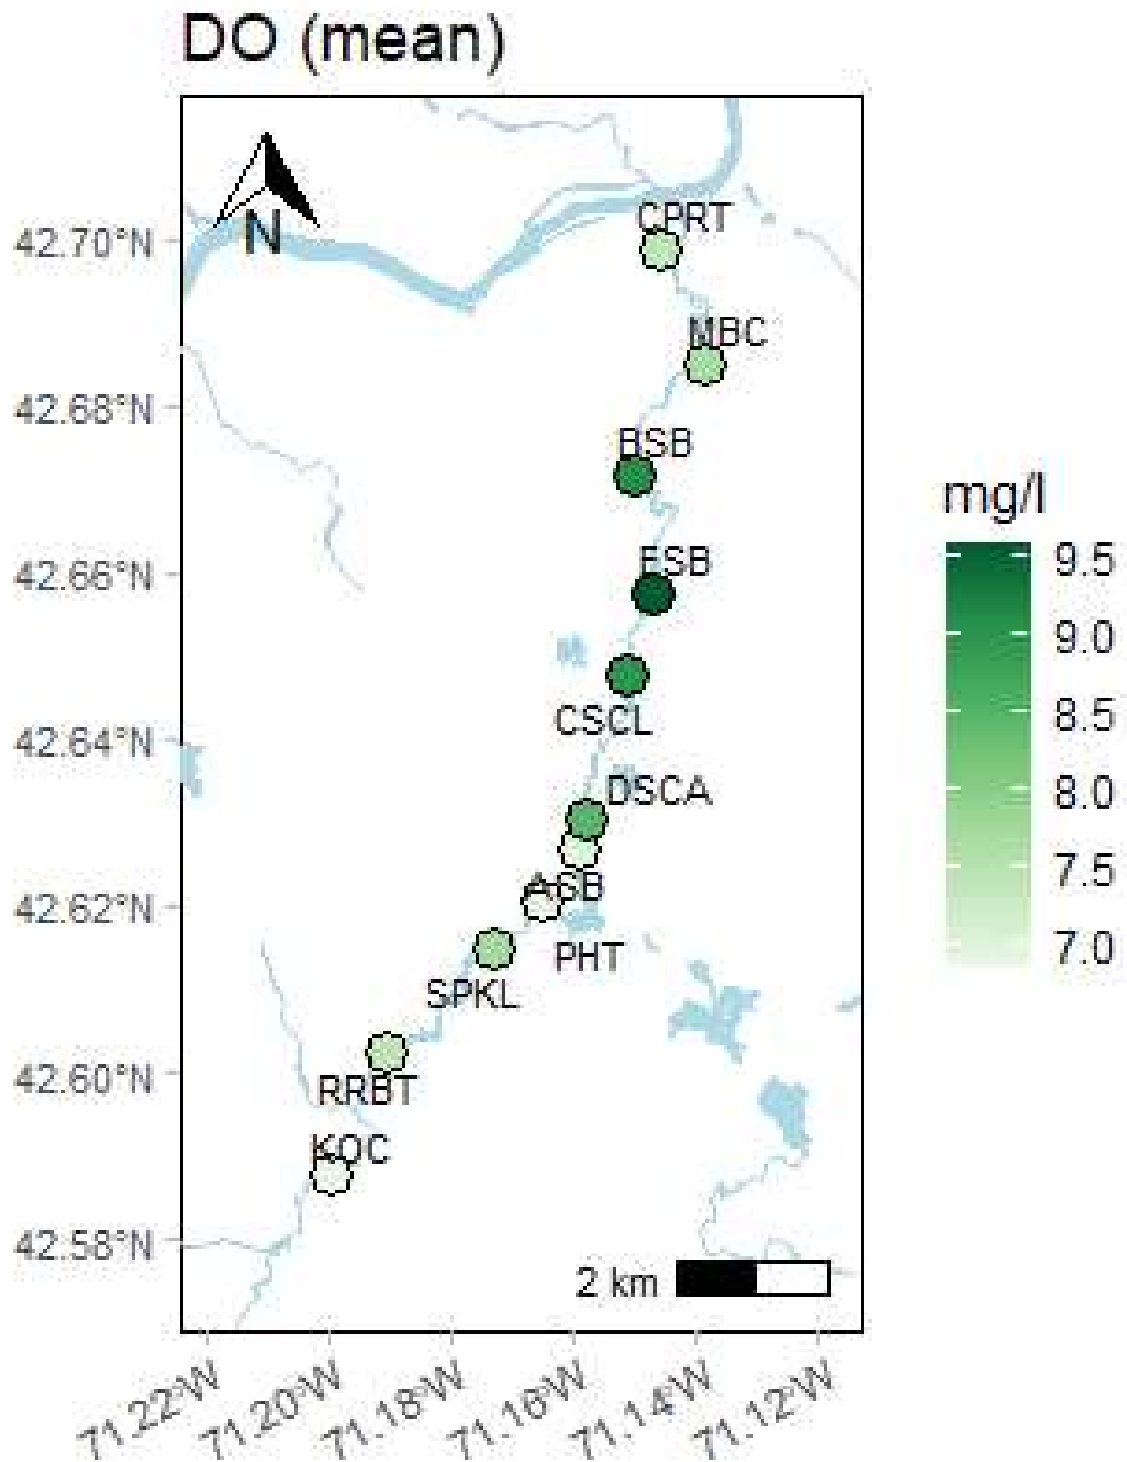 DO (mean)
N
42.70°N
42.68°N
42.66°N
42.64°N
42.62°N
42.60°N
42.58°N
CPRT
MBC
BSB
ESB
CSCL
DSCA
ASB
PHT
SPKL
RRBT
KOC
2 km
71.22°W
71.20°W
71.18°W
71.16°W
71.14°W
71.12°W
mg/l
9.5
9.0
8.5
8.0
7.5
7.0